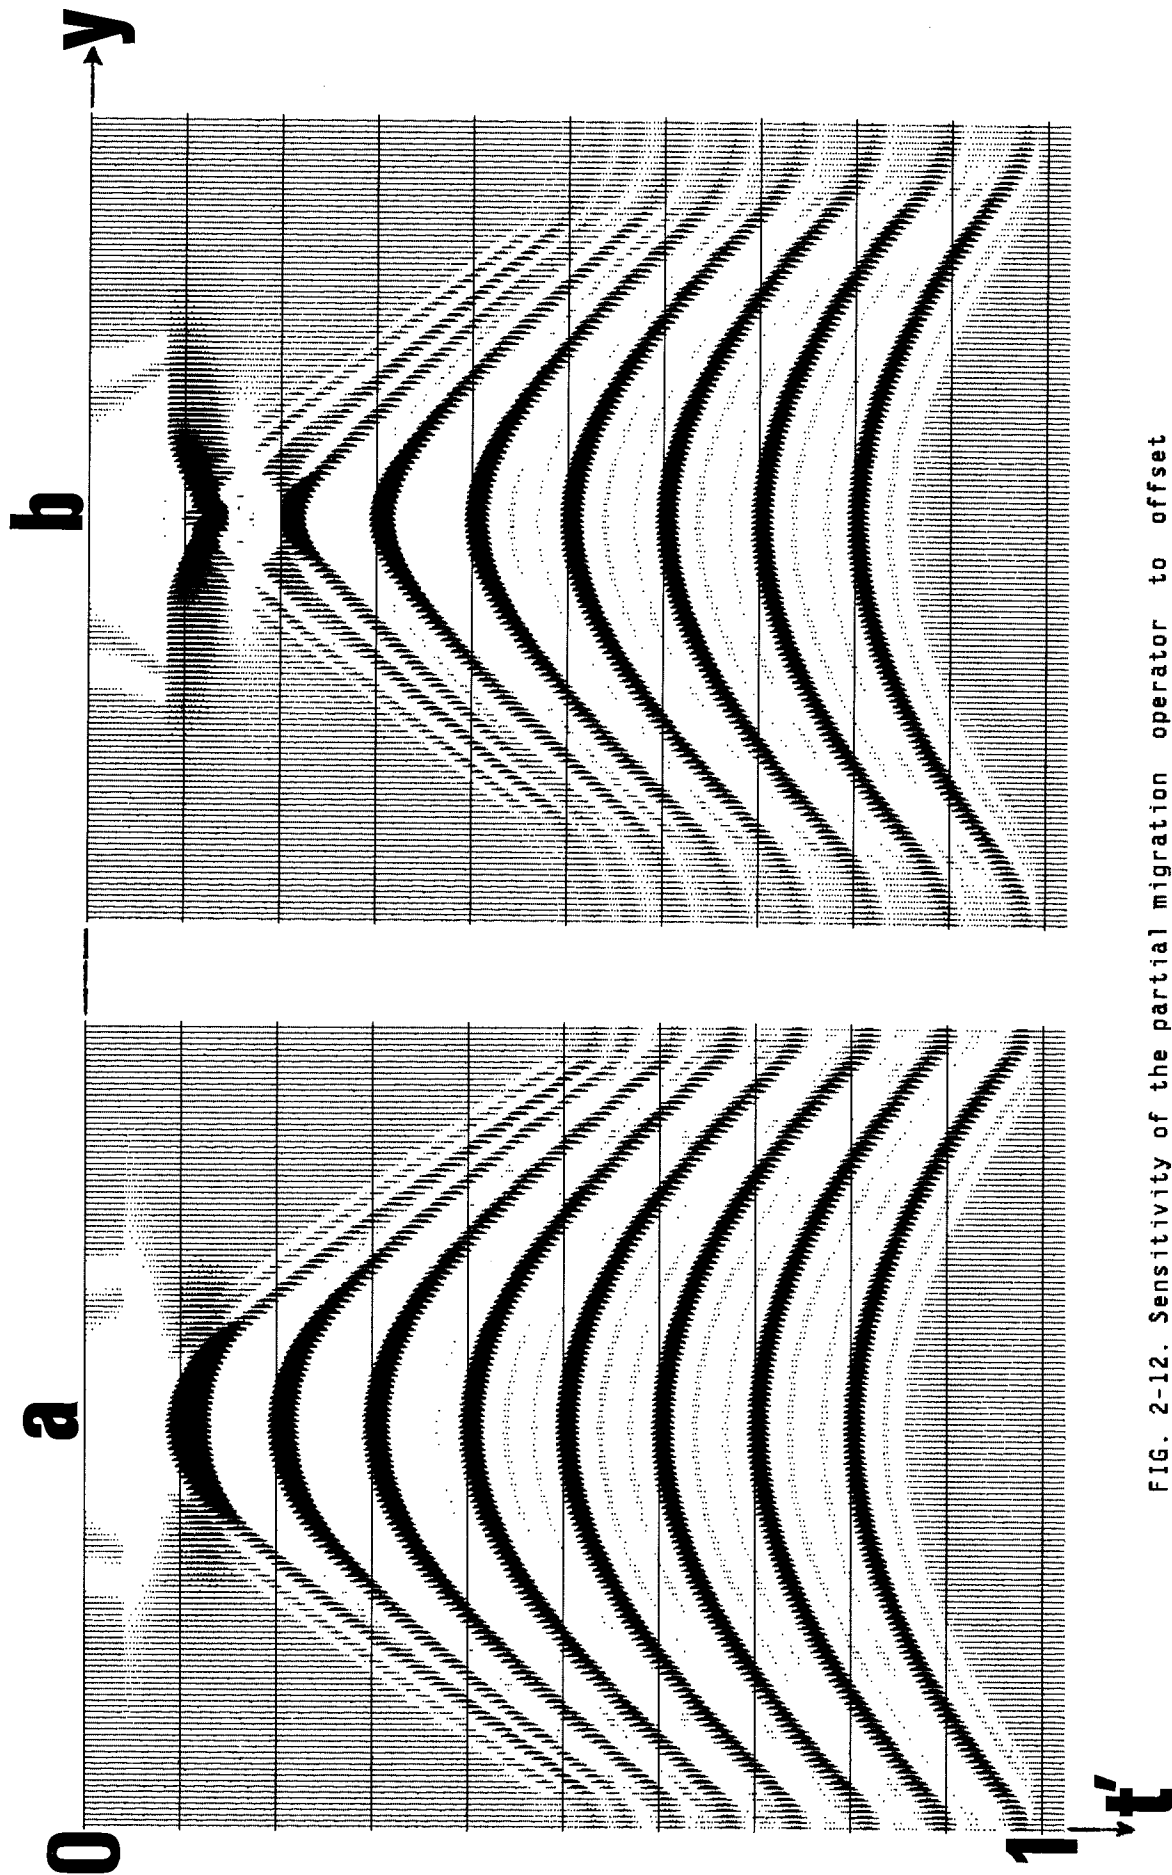 0
a
b
y
1
t'
FIG. 2-12. Sensitivity of the partial migration operator to offset